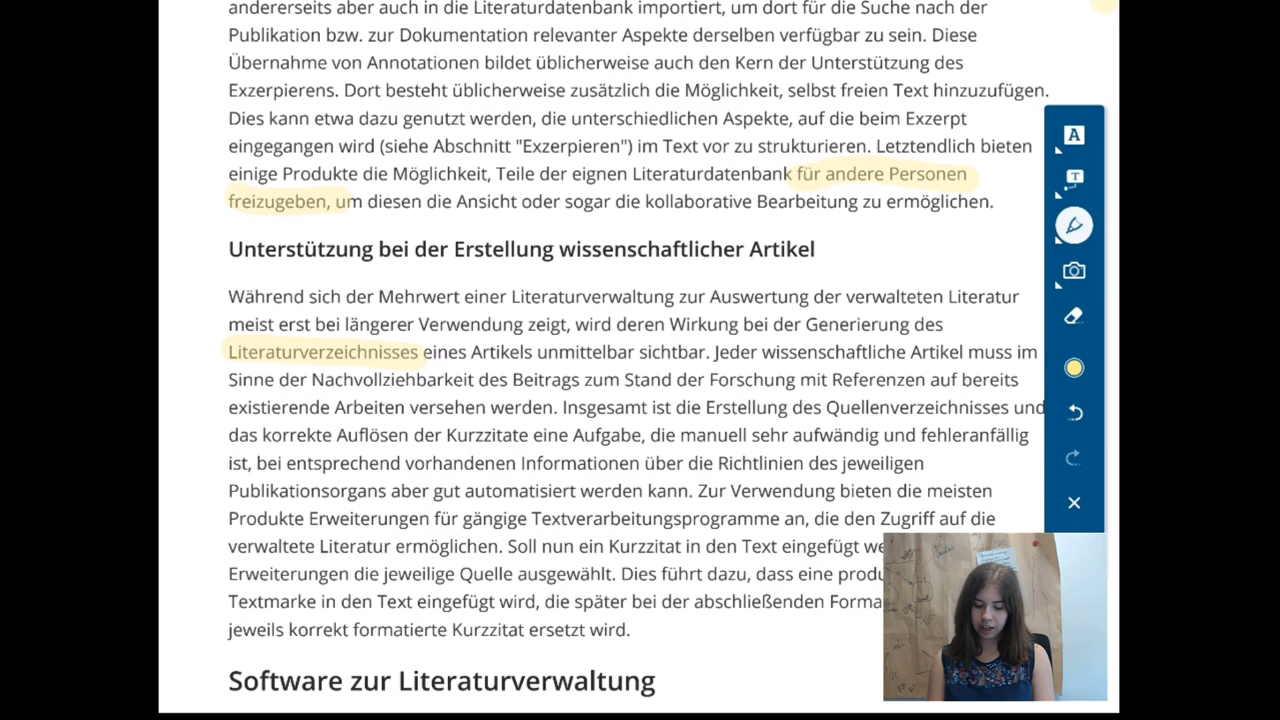 andererseits aber auch in die Literaturdatenbank importiert, um dort für die Suche nach der
Publikation bzw. zur Dokumentation relevanter Aspekte derselben verfügbar zu sein. Diese
Übernahme von Annotationen bildet üblicherweise auch den Kern der Unterstützung des
Exzerpierens. Dort besteht üblicherweise zusätzlich die Möglichkeit, selbst freien Text hinzuzufügen.
Dies kann etwa dazu genutzt werden, die unterschiedlichen Aspekte, auf die beim Exzerpt
eingegangen wird (siehe Abschnitt "Exzerpieren") im Text vor zu strukturieren. Letztendlich bieten
einige Produkte die Möglichkeit, Teile der eignen Literaturdatenbank für andere Personen
freizugeben, um diesen die Ansicht oder sogar die kollaborative Bearbeitung zu ermöglichen.
Unterstützung bei der Erstellung wissenschaftlicher Artikel
Während sich der Mehrwert einer Literaturverwaltung zur Auswertung der verwalteten Literatur
meist erst bei längerer Verwendung zeigt, wird deren Wirkung bei der Generierung des
Literaturverzeichnisses eines Artikels unmittelbar sichtbar. Jeder wissenschaftliche Artikel muss im
Sinne der Nachvollziehbarkeit des Beitrags zum Stand der Forschung mit Referenzen auf bereits
existierende Arbeiten versehen werden. Insgesamt ist die Erstellung des Quellenverzeichnisses und
das korrekte Auflösen der Kurzzitate eine Aufgabe, die manuell sehr aufwändig und fehleranfällig
ist, bei entsprechend vorhandenen Informationen über die Richtlinien des jeweiligen
Publikationsorgans aber gut automatisiert werden kann. Zur Verwendung bieten die meisten
Produkte Erweiterungen für gängige Textverarbeitungsprogramme an, die den Zugriff auf die
verwaltete Literatur ermöglichen. Soll nun ein Kurzzitat in den Text eingefügt we
Erweiterungen die jeweilige Quelle ausgewählt. Dies führt dazu, dass eine produ
Textmarke in den Text eingefügt wird, die später bei der abschließenden Forma
jeweils korrekt formatierte Kurzzitat ersetzt wird.
Software zur Literaturverwaltung
A
T